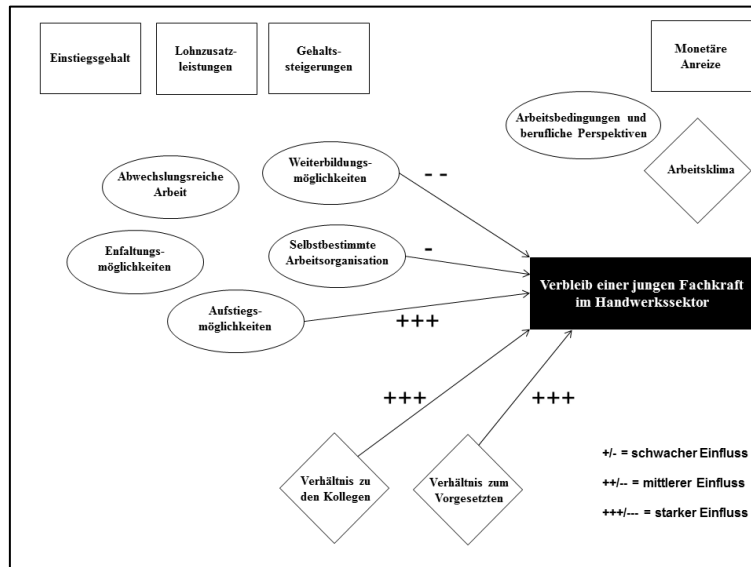 Einstiegsgehalt
Lohnzusatz-
leistungen
Gehalts-
steigerungen
Monetäre
Anreize
Arbeitsbedingungen und
berufliche Perspektiven
Arbeitsklima
Weiterbildungs-
möglichkeiten
- -
Abwechslungsreiche
Arbeit
Selbstbestimmte
Arbeitsorganisation
-
Enfaltungs-
möglichkeiten
Verbleib einer jungen Fachkraft
im Handwerkssektor
Aufstiegs-
möglichkeiten
+++
+++
+++
Verhältnis zu
den Kollegen
Verhältnis zum
Vorgesetzten
+/- = schwacher Einfluss
++/-- = mittlerer Einfluss
+++/--- = starker Einfluss